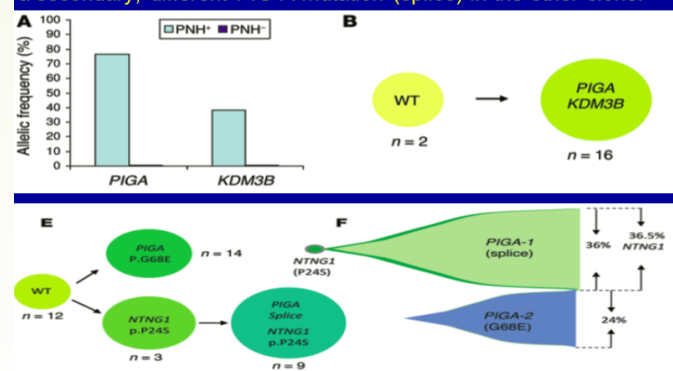 A
B
Allelic frequency (%)
100
90
80
70
60
50
40
30
20
10
0
PNH+ PNH−
PIGA KDM3B
WT
n = 2
PIGA
KDM3B
n = 16
E
WT
n = 12
PIGA
P.G68E
n = 14
NTNG1
p.P24S
n = 3
PIGA
Splice
NTNG1
p.P24S
n = 9
F
NTNG1
(P24S)
PIGA-1
(splice)
36%
36.5%
NTNG1
PIGA-2
(G68E)
24%